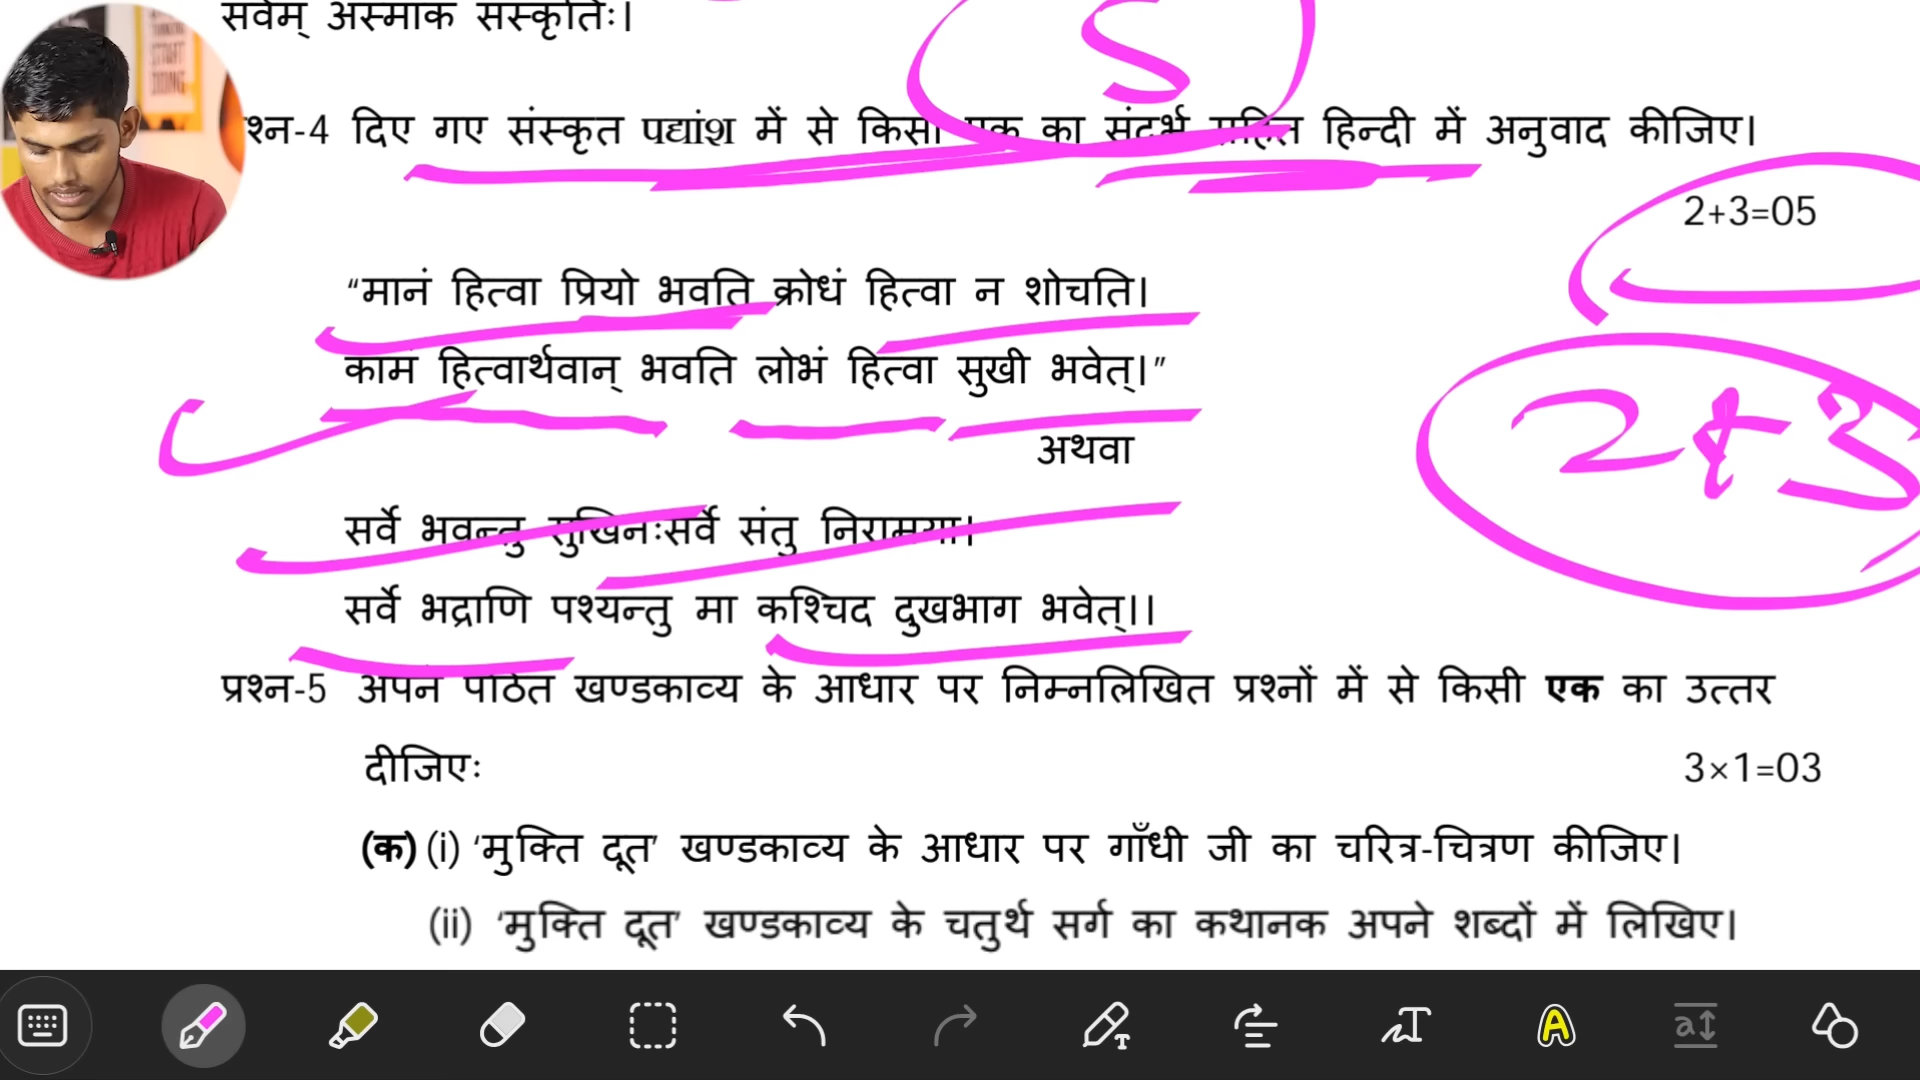 सर्वम् अस्माकं संस्कृतिः।
5
श्न-4 दिए गए संस्कृत पद्यांश में से किसी एक का संदर्भ सहित हिन्दी में अनुवाद कीजिए।
2+3=05
“मानं हित्वा प्रियो भवति क्रोधं हित्वा न शोचति।
कामं हित्वार्थवान् भवति लोभं हित्वा सुखी भवेत्।”
2+3
अथवा
सर्वे भवन्तु सुखिनःसर्वे संतु निरामया।
सर्वे भद्राणि पश्यन्तु मा कश्चिद दुखभाग भवेत्।।
प्रश्न-5 अपने पठित खण्डकाव्य के आधार पर निम्नलिखित प्रश्नों में से किसी एक का उत्तर
दीजिएः
3×1=03
(क) (i) ‘मुक्ति दूत’ खण्डकाव्य के आधार पर गाँधी जी का चरित्र-चित्रण कीजिए।
(ii) ‘मुक्ति दूत’ खण्डकाव्य के चतुर्थ सर्ग का कथानक अपने शब्दों में लिखिए।